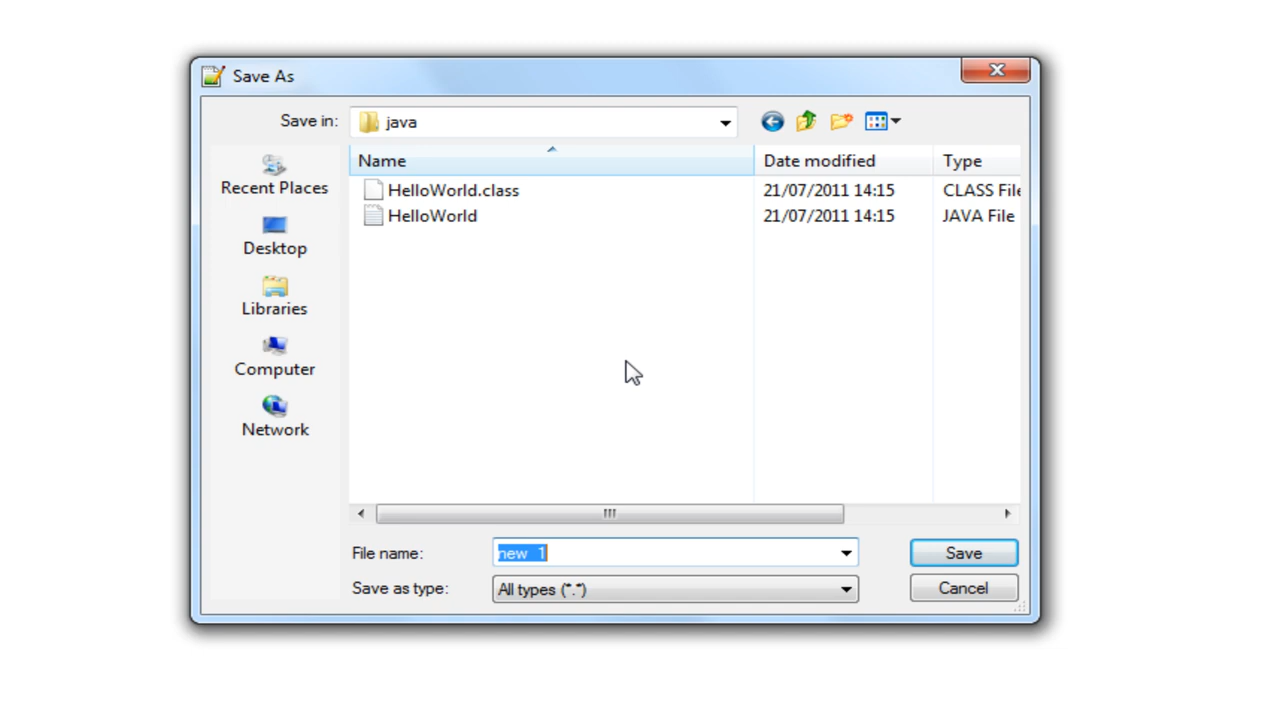 Save As
Save in: java
Name Date modified Type
HelloWorld.class 21/07/2011 14:15 CLASS File
HelloWorld 21/07/2011 14:15 JAVA File
Recent Places
Desktop
Libraries
Computer
Network
File name: new 1 Save
Save as type: All types (*.*) Cancel